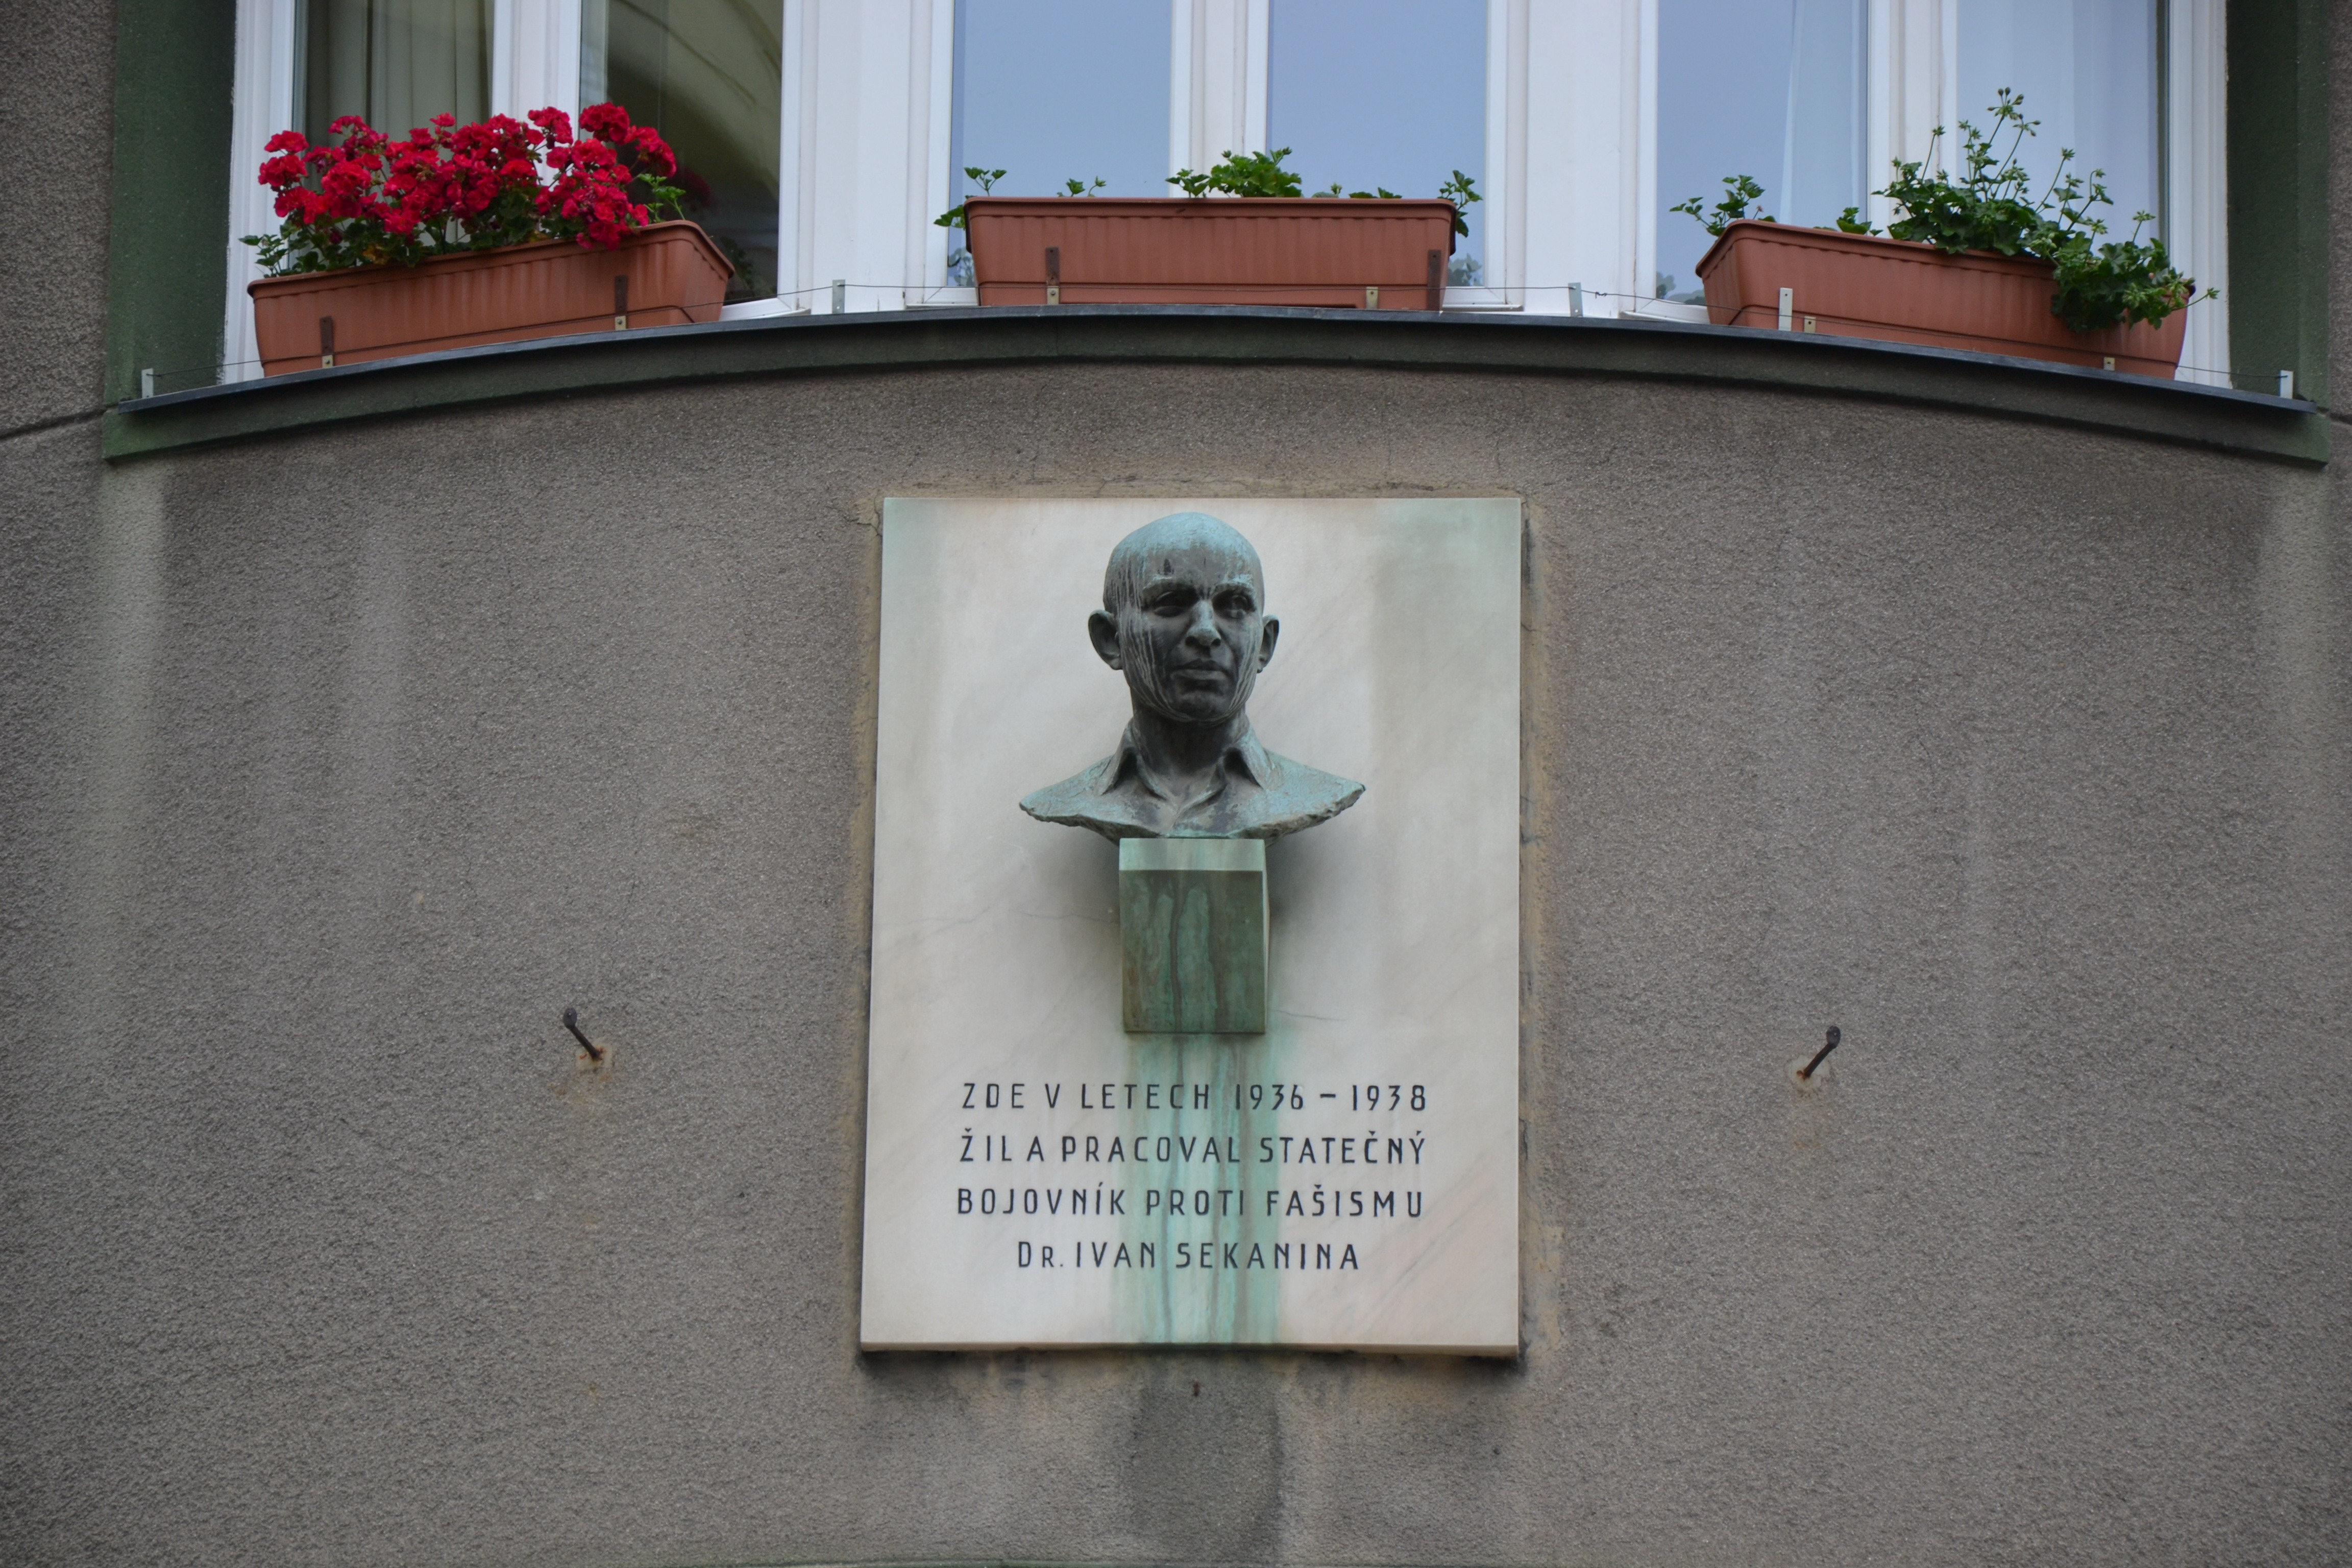 ZDE V LETECH 1936 – 1938
ŽIL A PRACOVAL STATEČNÝ
BOJOVNÍK PROTI FAŠISMU
DR. IVAN SEKANINA